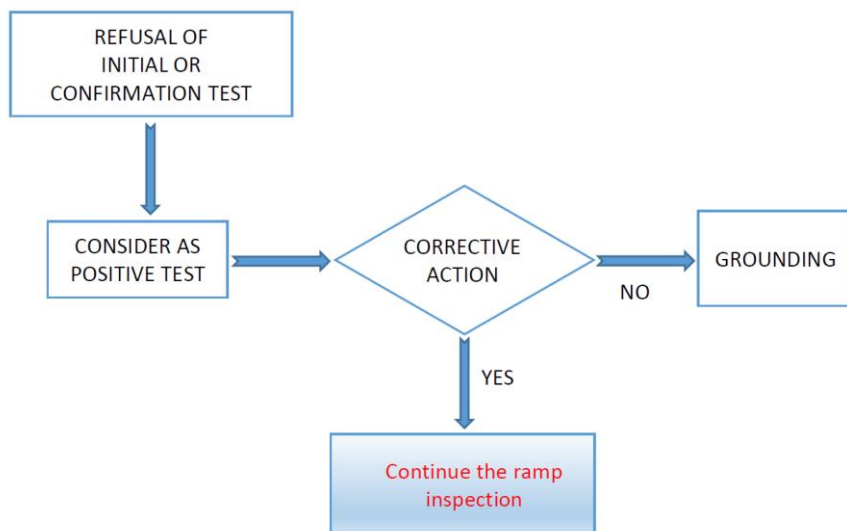 REFUSAL OF
INITIAL OR
CONFIRMATION TEST
CONSIDER AS
POSITIVE TEST
CORRECTIVE
ACTION
GROUNDING
NO
YES
Continue the ramp
inspection